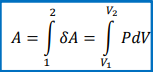 A = ∫₁² δA = ∫_{V₁}^{V₂} PdV